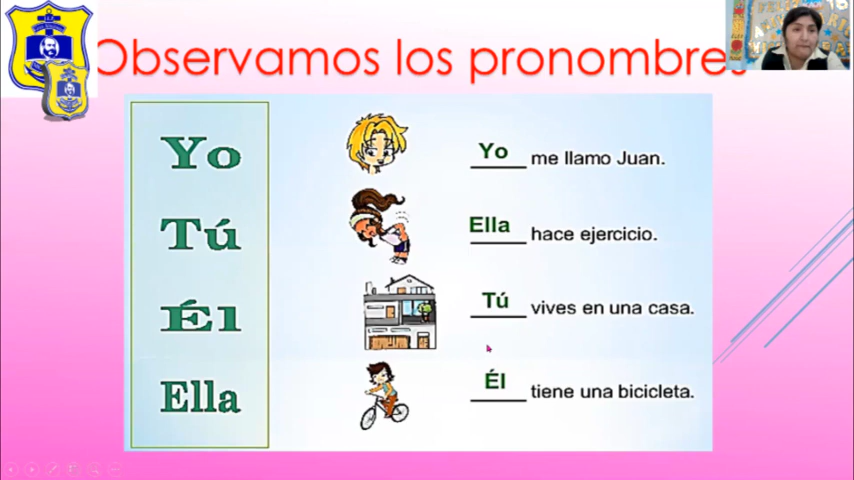 Observamos los pronombres
Yo
Tú
Él
Ella
Yo me llamo Juan.
Ella hace ejercicio.
Tú vives en una casa.
Él tiene una bicicleta.